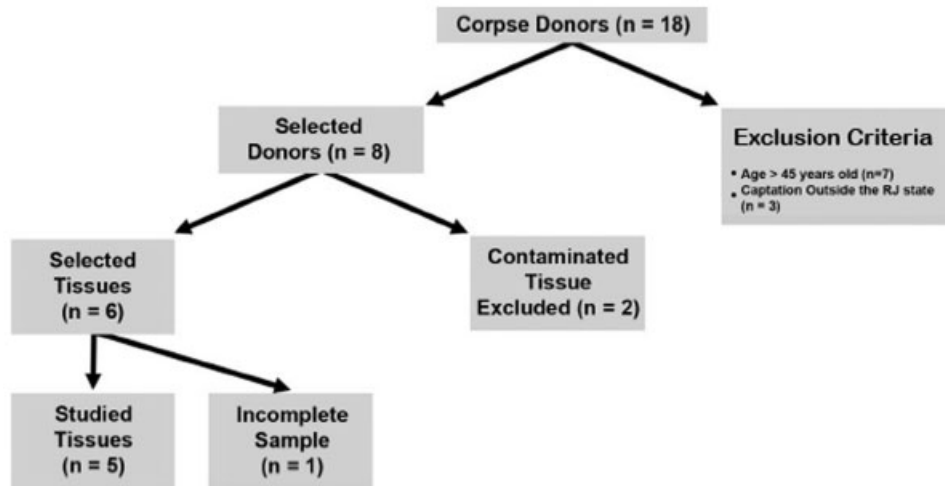 Corpse Donors (n = 18)
Selected
Donors (n = 8)
Exclusion Criteria
• Age > 45 years old (n=7)
• Captation Outside the RJ state
(n = 3)
Selected
Tissues
(n = 6)
Contaminated
Tissue
Excluded (n = 2)
Studied
Tissues
(n = 5)
Incomplete
Sample
(n = 1)